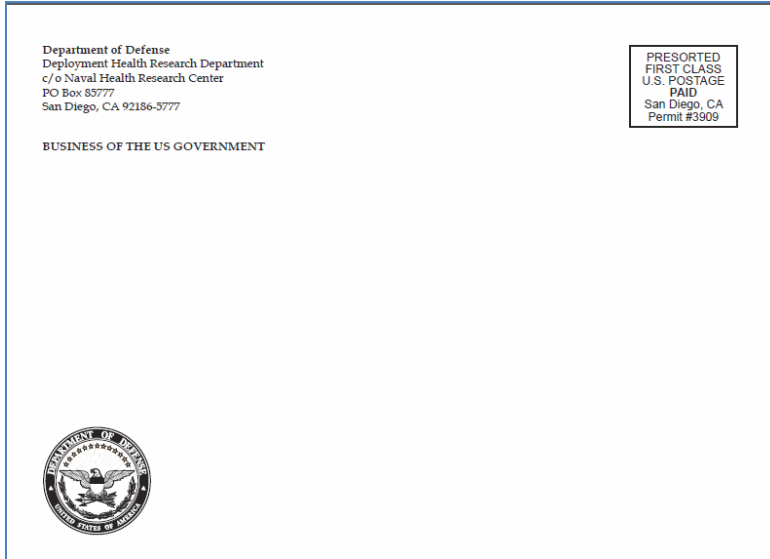 Department of Defense
Deployment Health Research Department
c/o Naval Health Research Center
PO Box 85777
San Diego, CA 92186-5777
BUSINESS OF THE US GOVERNMENT
PRESORTED
FIRST CLASS
U.S. POSTAGE
PAID
San Diego, CA
Permit #3909
DEPARTMENT OF DEFENSE
UNITED STATES OF AMERICA